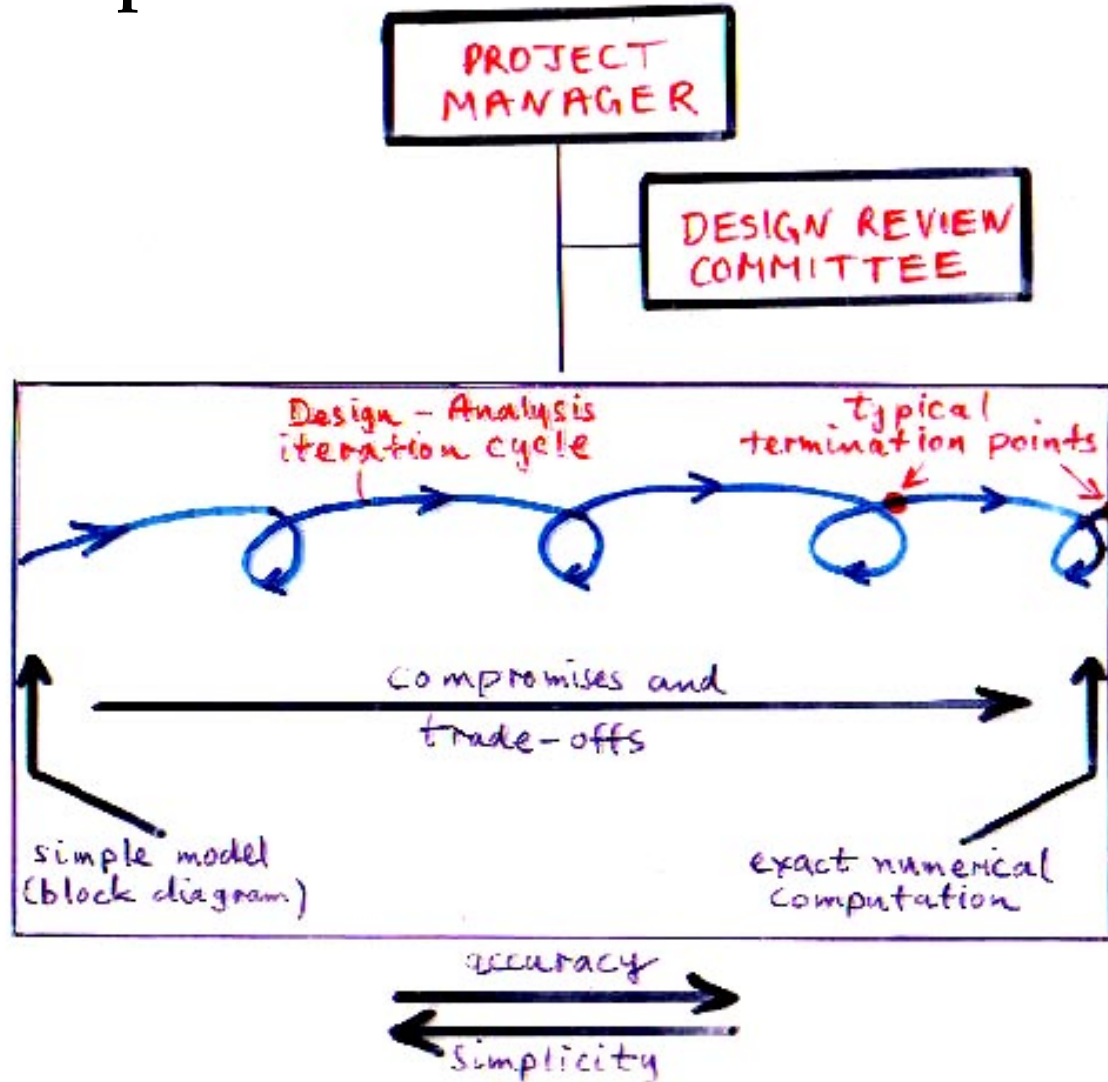 PROJECT
MANAGER
DESIGN REVIEW
COMMITTEE
Design - Analysis
iteration cycle
typical
termination points
compromises and
trade-offs
simple model
(block diagram)
exact numerical
computation
accuracy
simplicity